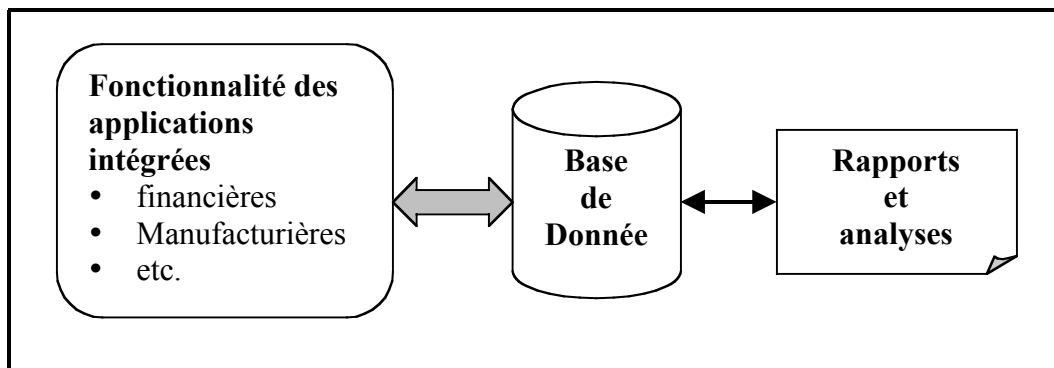 Fonctionnalité des
applications
intégrées
• financières
• Manufacturières
• etc.
Base
de
Donnée
Rapports
et
analyses